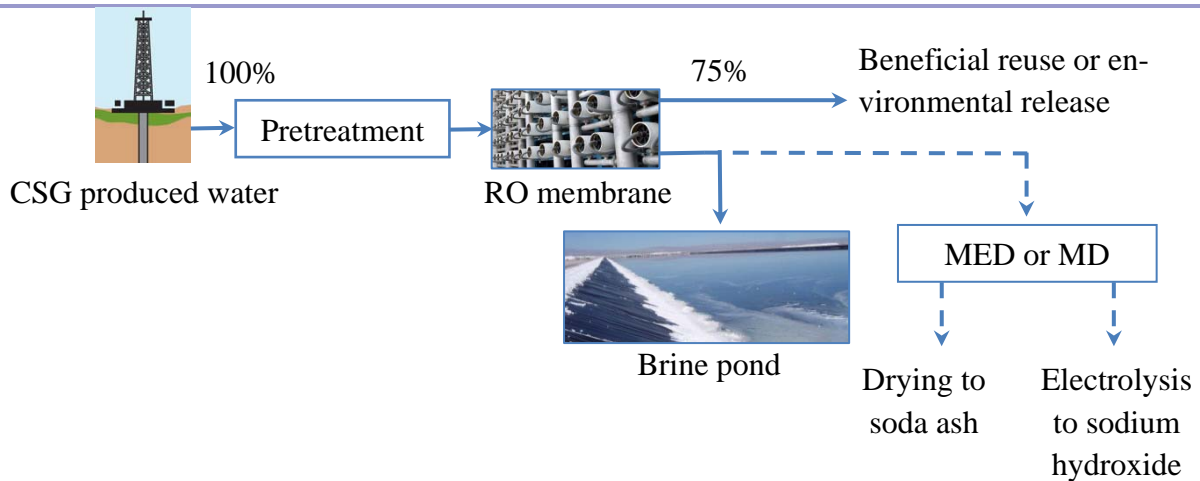 100%
75%
Beneficial reuse or en-
vironmental release
Pretreatment
CSG produced water
RO membrane
MED or MD
Brine pond
Drying to
soda ash
Electrolysis
to sodium
hydroxide